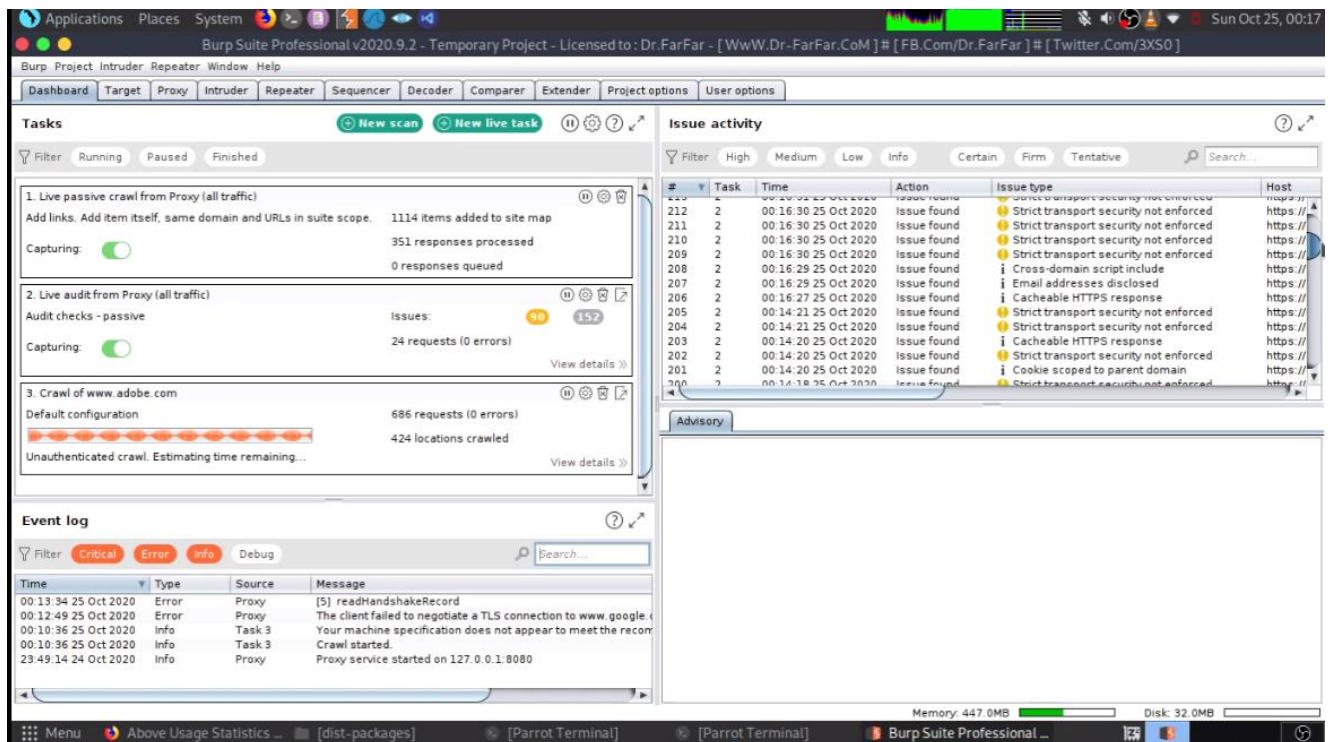 Applications Places System Sun Oct 25, 00:17
Burp Suite Professional v2020.9.2 - Temporary Project - Licensed to : Dr.FarFar - [ WwW.Dr-FarFar.CoM ] # [ FB.Com/Dr.FarFar ] # [ Twitter.Com/3XS0 ]
Burp Project Intruder Repeater Window Help
Dashboard Target Proxy Intruder Repeater Sequencer Decoder Comparer Extender Project options User options
Tasks
New scan New live task
Filter Running Paused Finished
1. Live passive crawl from Proxy (all traffic)
Add links. Add item itself, same domain and URLs in suite scope. 1114 items added to site map
Capturing: 351 responses processed
0 responses queued
2. Live audit from Proxy (all traffic)
Audit checks - passive Issues: 90 152
Capturing: 24 requests (0 errors)
View details »
3. Crawl of www.adobe.com
Default configuration 686 requests (0 errors)
424 locations crawled
Unauthenticated crawl. Estimating time remaining...
View details »
Event log
Filter Critical Error Info Debug Search...
Time Type Source Message
00:13:34 25 Oct 2020 Error Proxy [5] readHandshakeRecord
00:12:49 25 Oct 2020 Error Proxy The client failed to negotiate a TLS connection to www.google.
00:10:36 25 Oct 2020 Info Task 3 Your machine specification does not appear to meet the recom
00:10:36 25 Oct 2020 Info Task 3 Crawl started.
23:49:14 24 Oct 2020 Info Proxy Proxy service started on 127.0.0.1:8080
Issue activity
Filter High Medium Low Info Certain Firm Tentative Search...
# Task Time Action Issue type Host
212 2 00:16:30 25 Oct 2020 Issue found Strict transport security not enforced https://
211 2 00:16:30 25 Oct 2020 Issue found Strict transport security not enforced https://
210 2 00:16:30 25 Oct 2020 Issue found Strict transport security not enforced https://
209 2 00:16:30 25 Oct 2020 Issue found Strict transport security not enforced https://
208 2 00:16:29 25 Oct 2020 Issue found Cross-domain script include https://
207 2 00:16:29 25 Oct 2020 Issue found Email addresses disclosed https://
206 2 00:16:27 25 Oct 2020 Issue found Cacheable HTTPS response https://
205 2 00:14:21 25 Oct 2020 Issue found Strict transport security not enforced https://
204 2 00:14:21 25 Oct 2020 Issue found Strict transport security not enforced https://
203 2 00:14:20 25 Oct 2020 Issue found Cacheable HTTPS response https://
202 2 00:14:20 25 Oct 2020 Issue found Strict transport security not enforced https://
201 2 00:14:20 25 Oct 2020 Issue found Cookie scoped to parent domain https://
200 2 00:14:18 25 Oct 2020 Issue found Strict transport security not enforced https://
Advisory
Memory: 447.0MB Disk: 32.0MB
Menu Above Usage Statistics ... [dist-packages] [Parrot Terminal] [Parrot Terminal] Burp Suite Professional ...